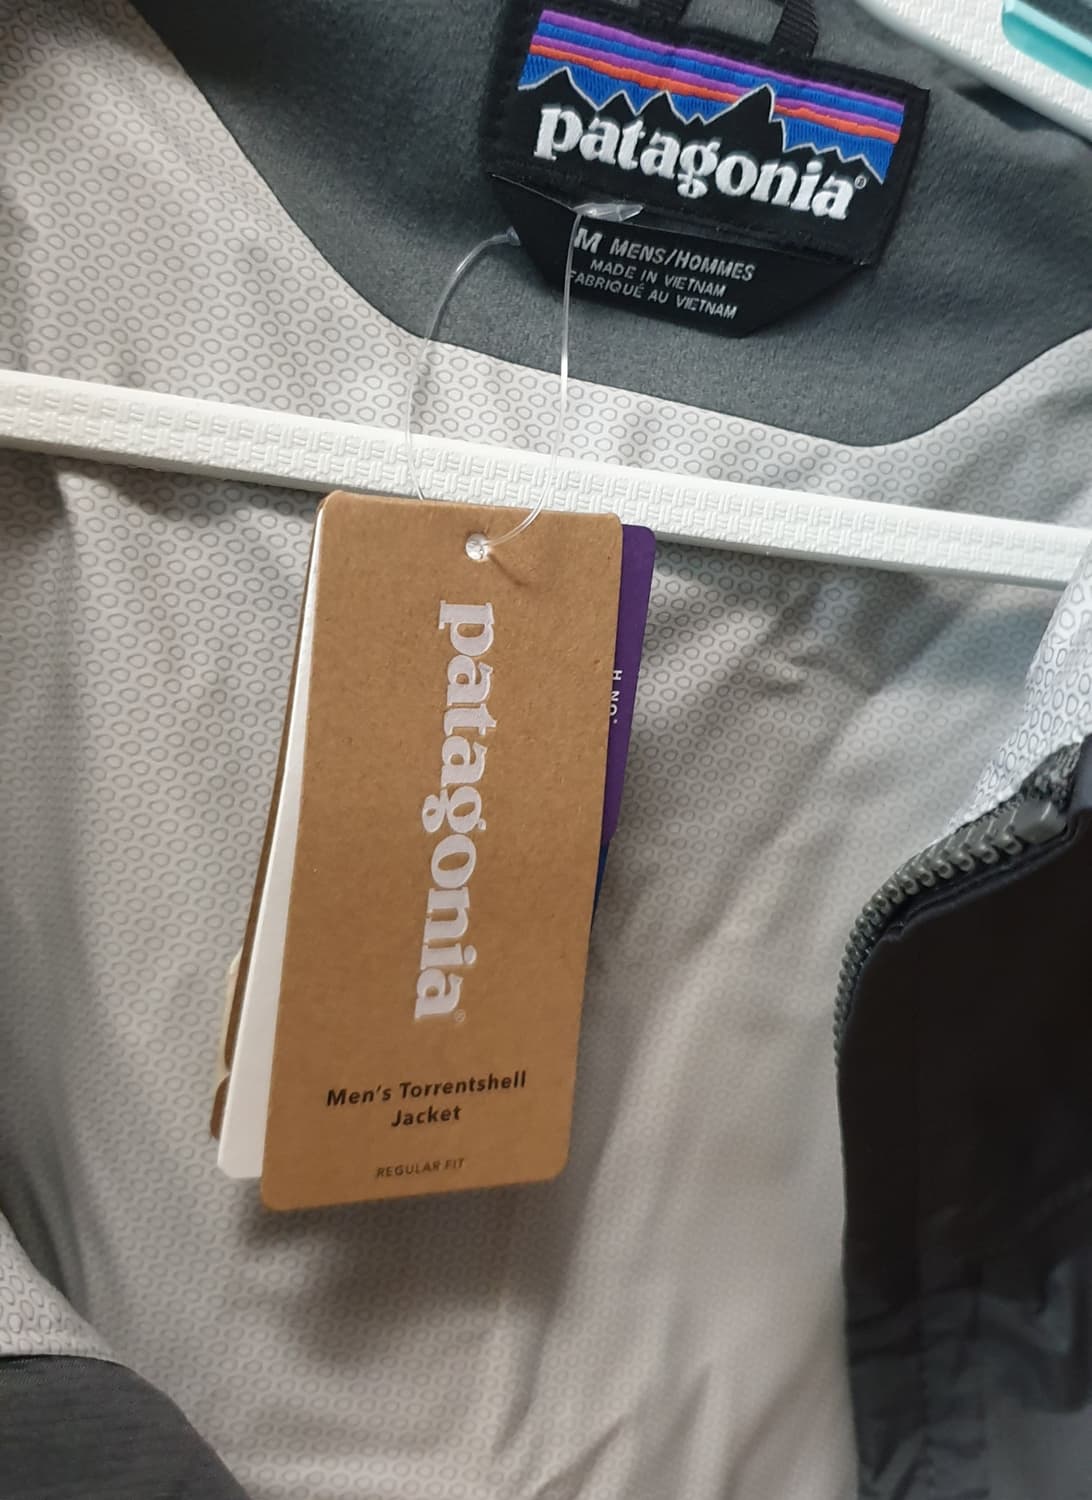 patagonia®
M MENS/HOMMES
MADE IN VIETNAM
FABRIQUÉ AU VIETNAM
patagonia®
Men's Torrentshell
Jacket
REGULAR FIT